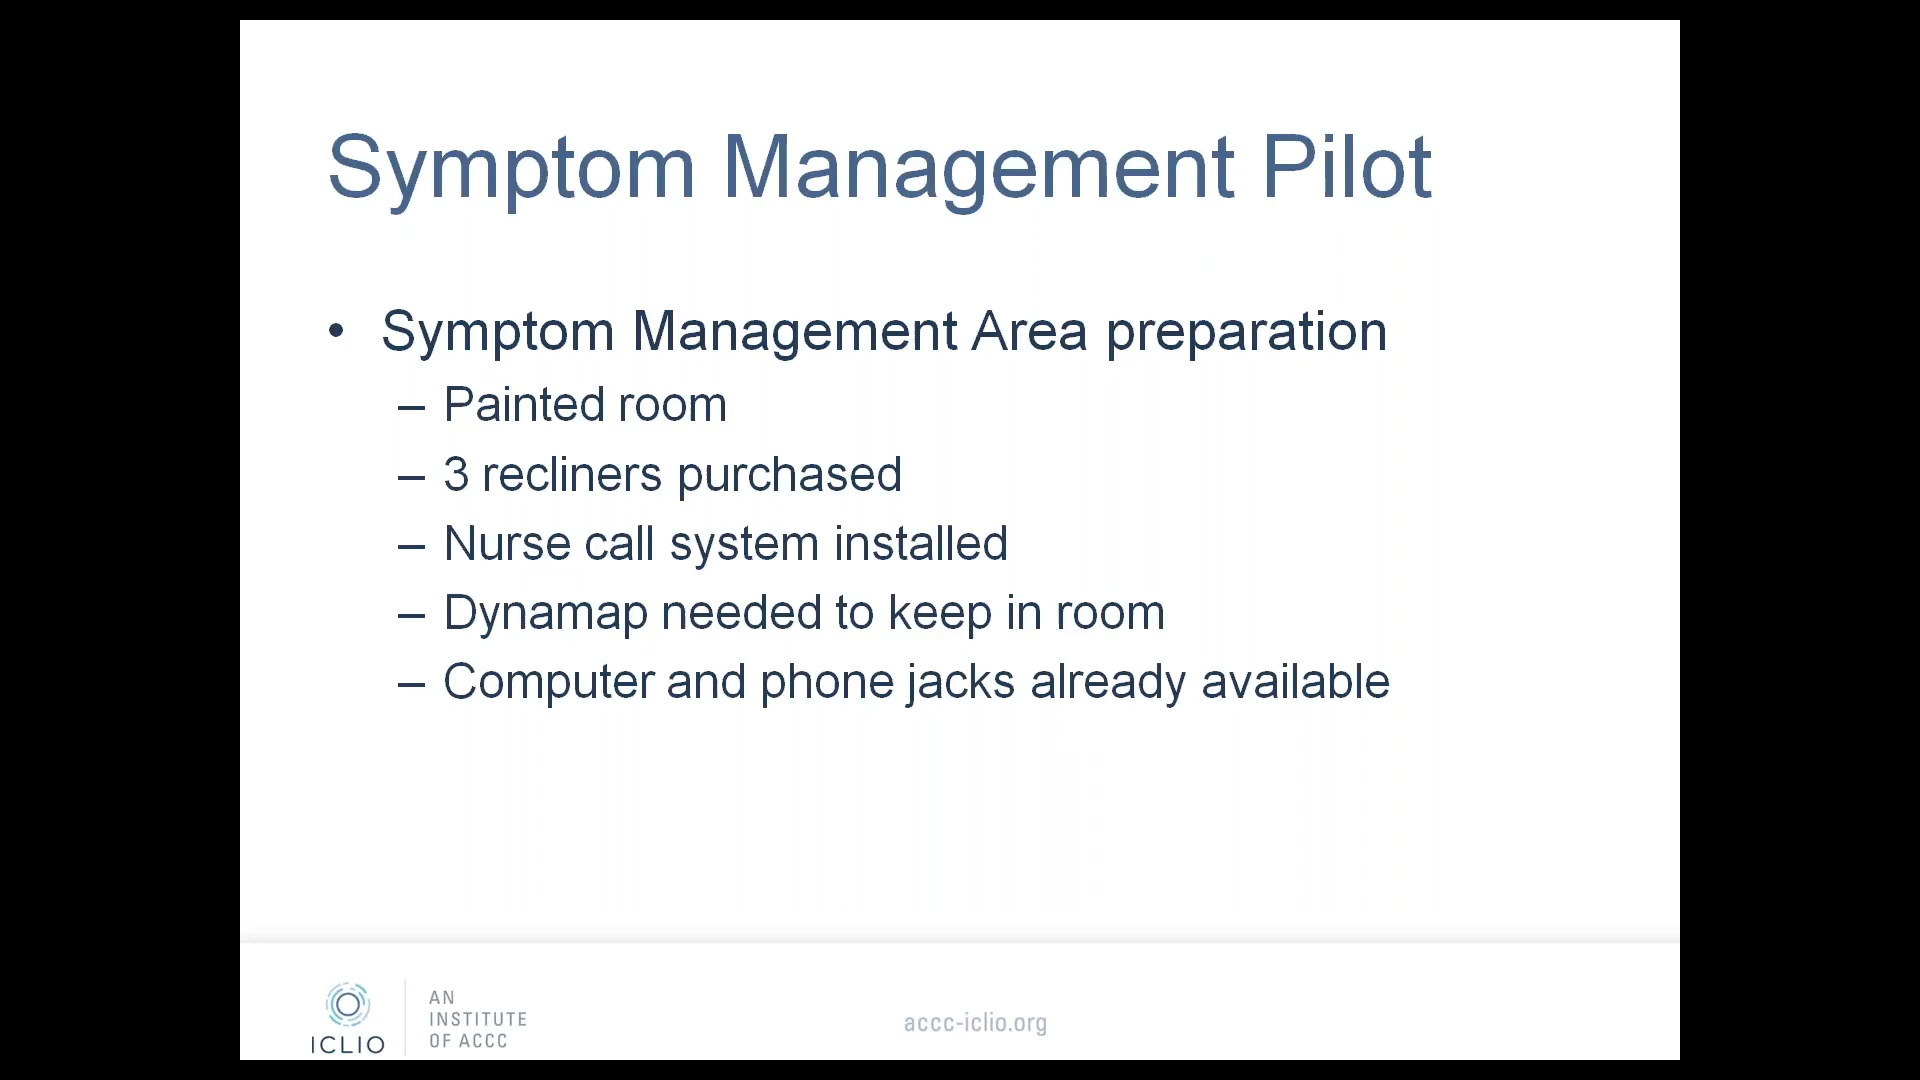 Symptom Management Pilot
• Symptom Management Area preparation
– Painted room
– 3 recliners purchased
– Nurse call system installed
– Dynamap needed to keep in room
– Computer and phone jacks already available
ICLIO
AN
INSTITUTE
OF ACCC
accc-iclio.org